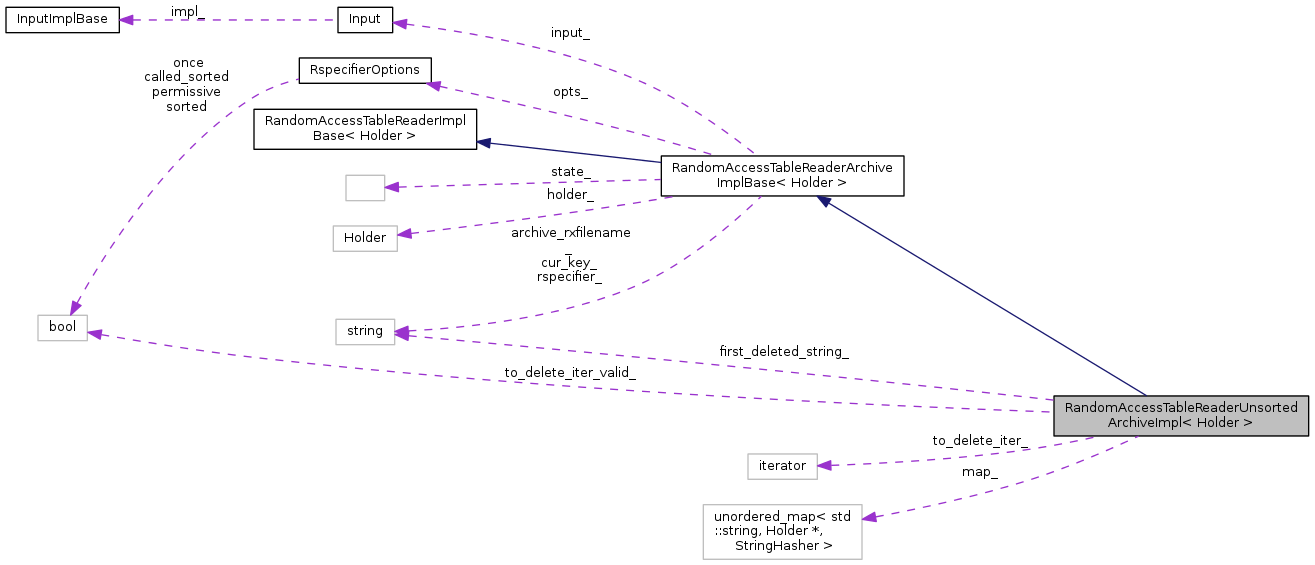 InputImplBase
impl_
Input
input_
once
called_sorted
permissive
sorted
RspecifierOptions
opts_
RandomAccessTableReaderImpl
Base< Holder >
RandomAccessTableReaderArchive
ImplBase< Holder >
state_
holder_
Holder
archive_rxfilename
_
cur_key_
rspecifier_
bool
string
first_deleted_string_
to_delete_iter_valid_
RandomAccessTableReaderUnsorted
ArchiveImpl< Holder >
to_delete_iter_
iterator
map_
unordered_map< std
::string, Holder *,
StringHasher >